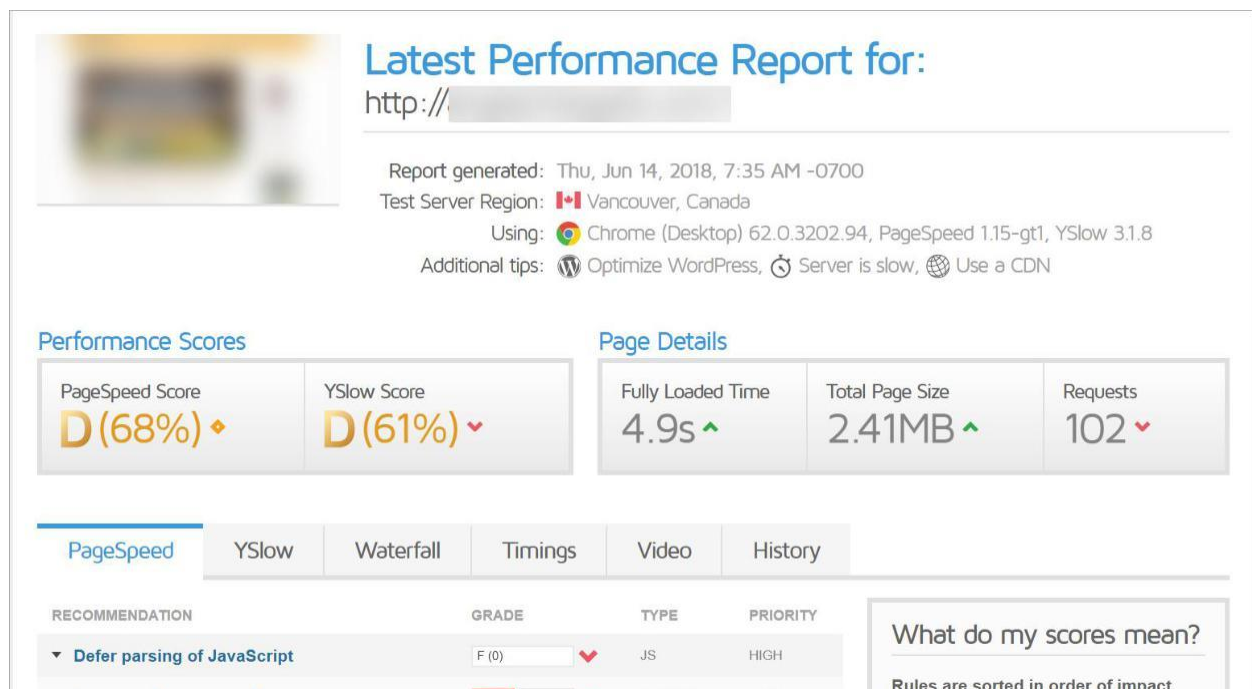 Latest Performance Report for:
http://
Report generated: Thu, Jun 14, 2018, 7:35 AM -0700
Test Server Region: Vancouver, Canada
Using: Chrome (Desktop) 62.0.3202.94, PageSpeed 1.15-gt1, YSlow 3.1.8
Additional tips: Optimize WordPress, Server is slow, Use a CDN
Performance Scores
Page Details
PageSpeed Score YSlow Score Fully Loaded Time Total Page Size Requests
D (68%) D (61%) 4.9s 2.41MB 102
PageSpeed YSlow Waterfall Timings Video History
RECOMMENDATION GRADE TYPE PRIORITY
What do my scores mean?
Defer parsing of JavaScript F (0) JS HIGH
Rules are sorted in order of impact